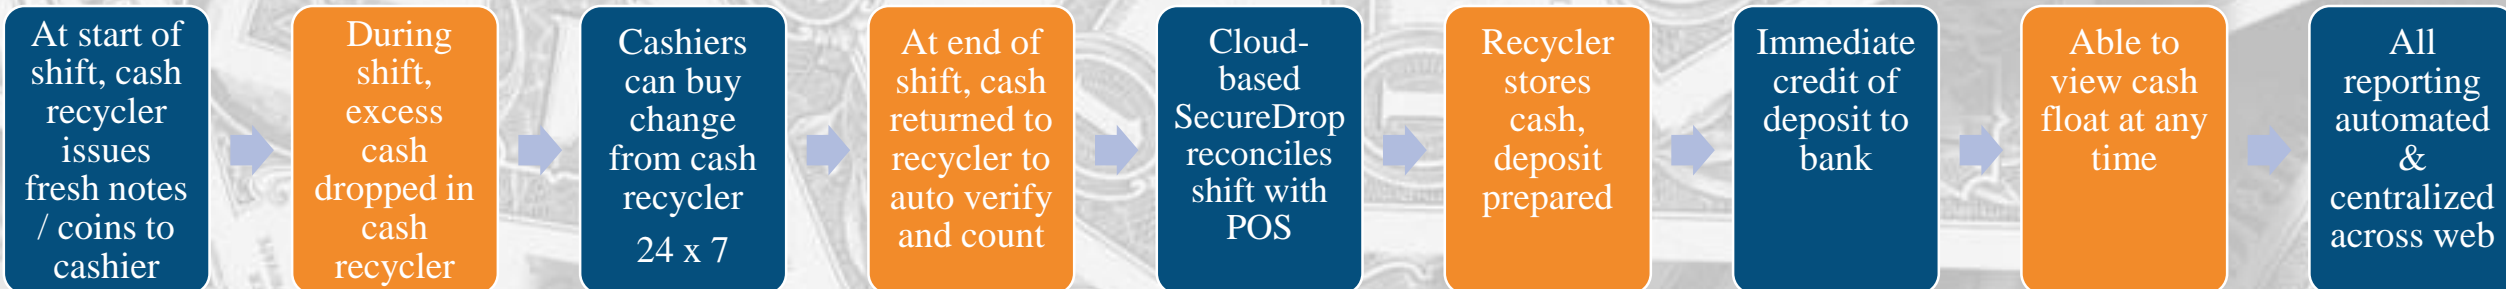 At start of
shift, cash
recycler
issues
fresh notes
/ coins to
cashier
During
shift,
excess
cash
dropped in
cash
recycler
Cashiers
can buy
change
from cash
recycler
24 x 7
At end of
shift, cash
returned to
recycler to
auto verify
and count
Cloud-
based
SecureDrop
reconciles
shift with
POS
Recycler
stores
cash,
deposit
prepared
Immediate
credit of
deposit to
bank
Able to
view cash
float at any
time
All
reporting
automated
&
centralized
across web